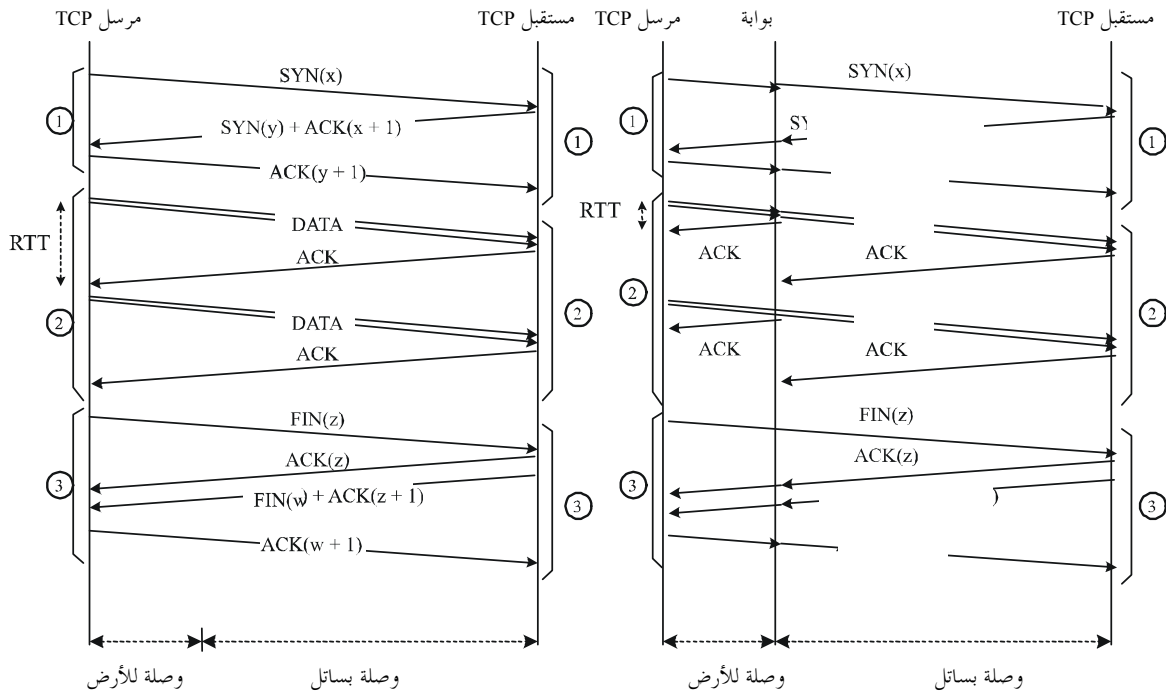 مرسل TCP
مستقبل TCP
SYN(x)
①
SYN(y) + ACK(x + 1)
①
ACK(y + 1)
RTT
DATA
ACK
②
②
DATA
ACK
FIN(z)
ACK(z)
③
FIN(w) + ACK(z + 1)
③
ACK(w + 1)
وصلة للأرض
وصلة بساتل
مرسل TCP
بوابة
مستقبل TCP
SYN(x)
①
SY
①
RTT
ACK
ACK
②
②
ACK
ACK
FIN(z)
ACK(z)
③
)
③
وصلة للأرض
وصلة بساتل